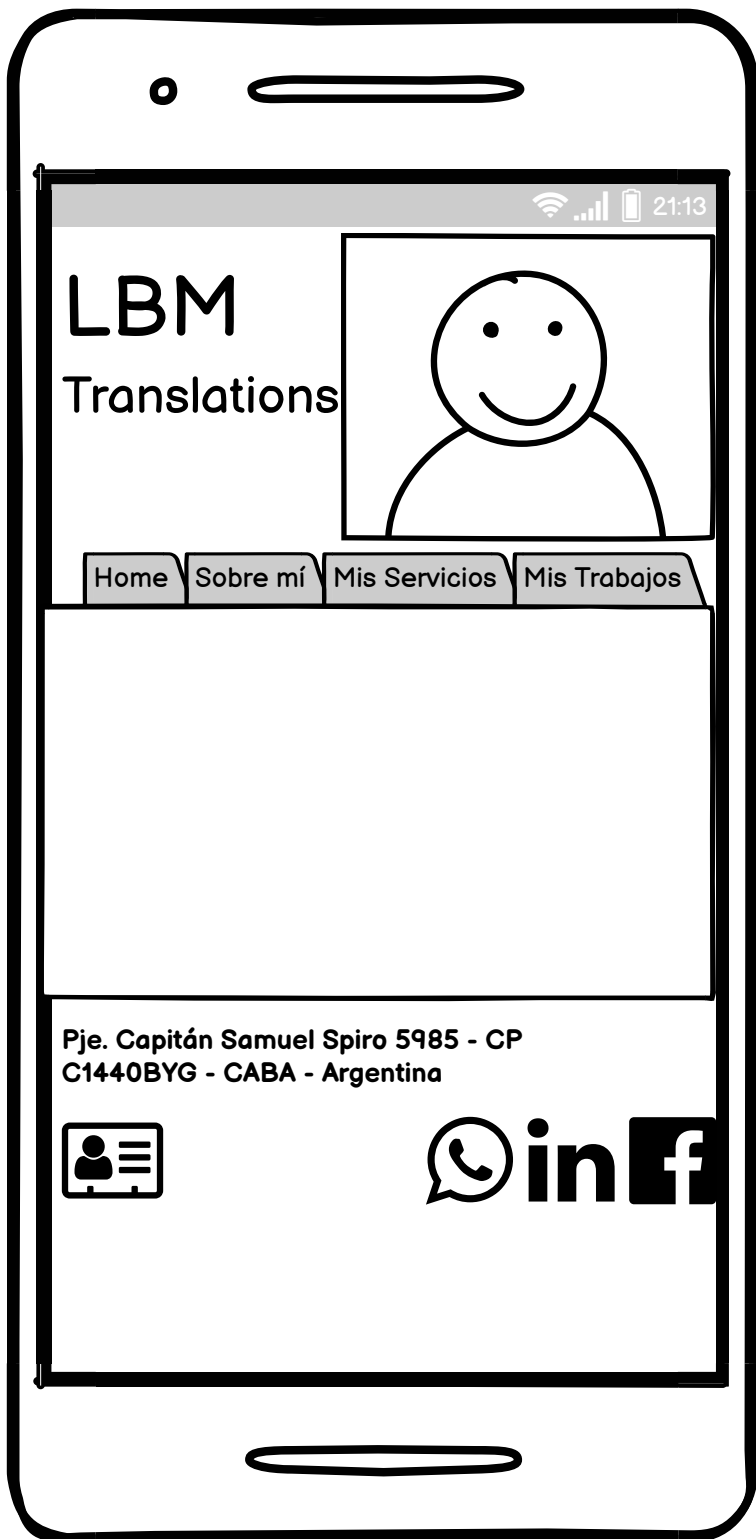 21:13
LBM
Translations
Home Sobre mí Mis Servicios Mis Trabajos
Pje. Capitán Samuel Spiro 5985 - CP
C1440BYG - CABA - Argentina
in f